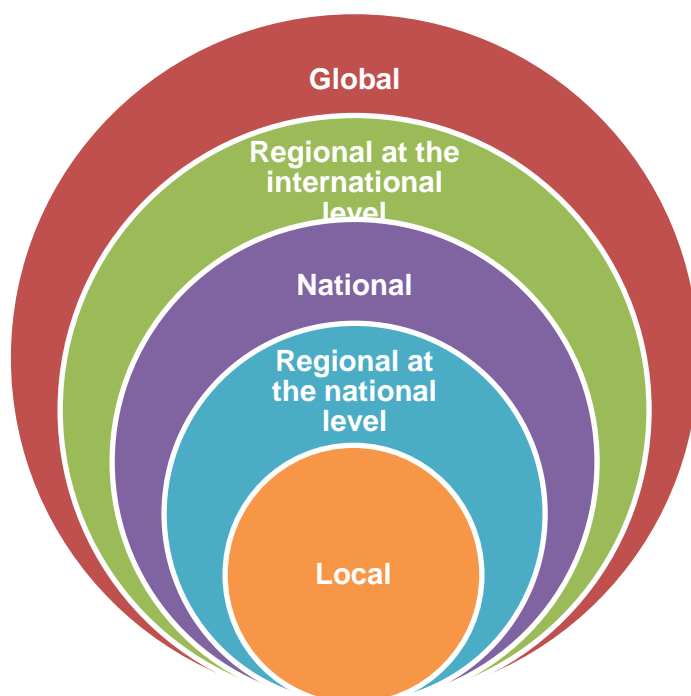 Global
Regional at the
international
level
National
Regional at
the national
level
Local